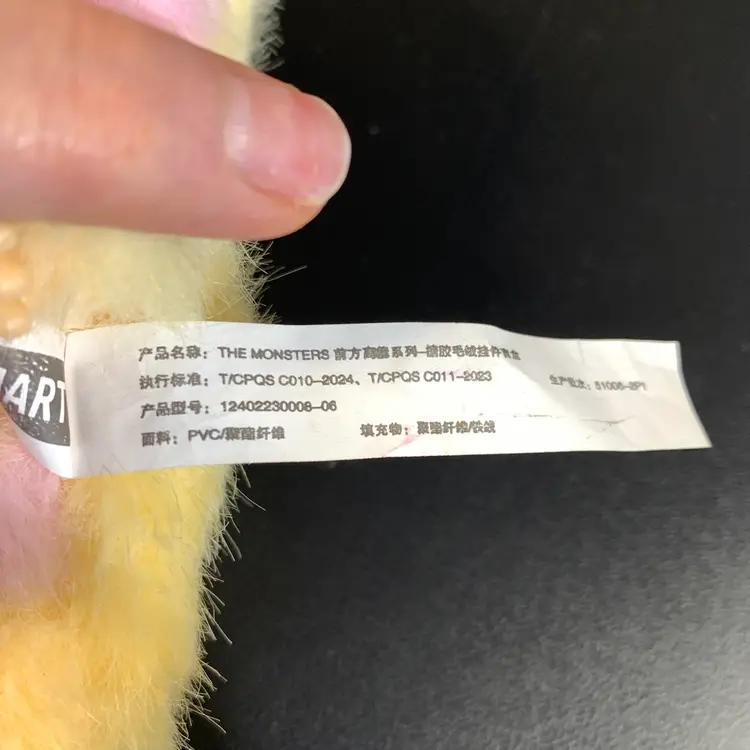 ART
产品名称: THE MONSTERS 前方高能系列-搪胶毛绒挂件盲盒
执行标准: T/CPQS C010-2024、T/CPQS C011-2023
生产批次:
产品型号: 12402230008-06
面料: PVC/聚酯纤维 填充物: 聚酯纤维/铁线